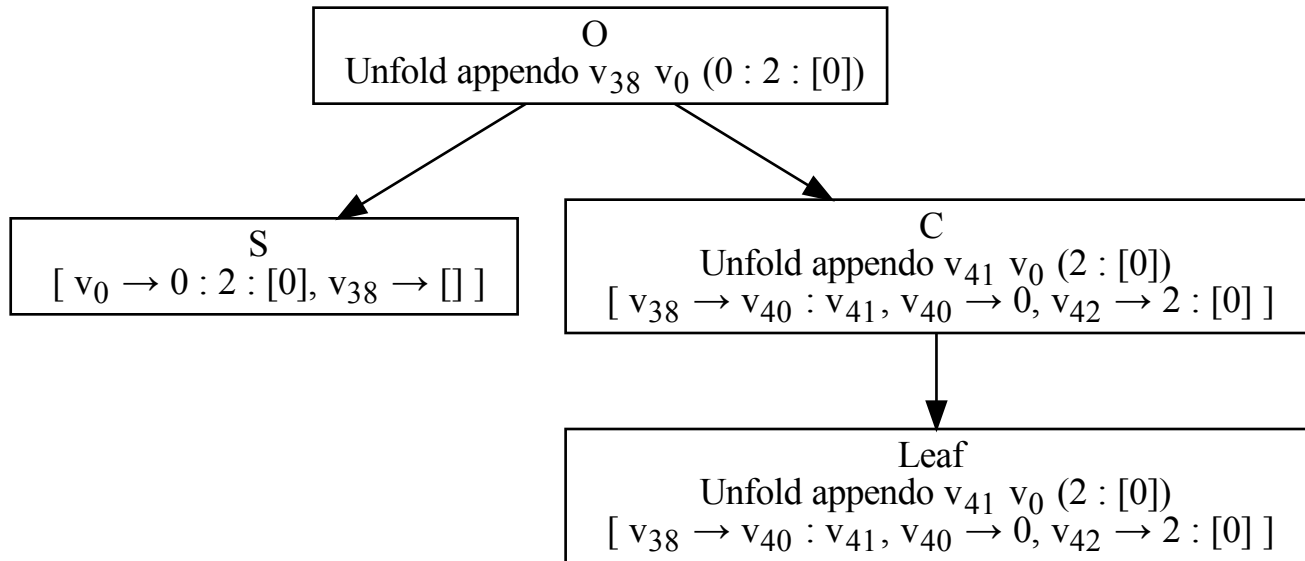 O
Unfold appendo v₃₈ v₀ (0 : 2 : [0])
S
[ v₀ → 0 : 2 : [0], v₃₈ → [] ]
C
Unfold appendo v₄₁ v₀ (2 : [0])
[ v₃₈ → v₄₀ : v₄₁, v₄₀ → 0, v₄₂ → 2 : [0] ]
Leaf
Unfold appendo v₄₁ v₀ (2 : [0])
[ v₃₈ → v₄₀ : v₄₁, v₄₀ → 0, v₄₂ → 2 : [0] ]